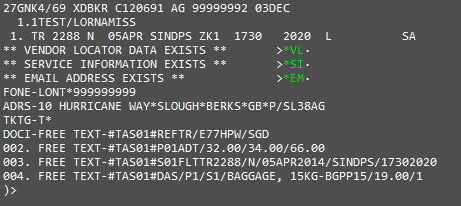 27GNK4/69 XDBKR C120691 AG 99999992 03DEC
1.1TEST/LORNAMISS
1. TR 2288 N 05APR SINDPS ZK1 1730 2020 L SA
** VENDOR LOCATOR DATA EXISTS ** >*VL·
** SERVICE INFORMATION EXISTS ** >*SI·
** EMAIL ADDRESS EXISTS ** >*EM·
FONE-LONT*999999999
ADRS-10 HURRICANE WAY*SLOUGH*BERKS*GB*P/SL38AG
TKTG-T*
DOCI-FREE TEXT-#TAS01#REFTR/E77HPW/SGD
002. FREE TEXT-#TAS01#P01ADT/32.00/34.00/66.00
003. FREE TEXT-#TAS01#S01FLTTR2288/N/05APR2014/SINDPS/17302020
004. FREE TEXT-#TAS01#DAS/P1/S1/BAGGAGE, 15KG-BGPP15/19.00/1
)>